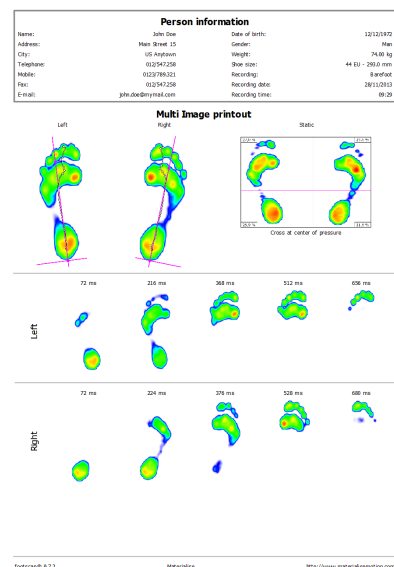 Person information
Name: John Doe Date of birth: 12/12/1972
Address: Main Street 15 Gender: Man
City: US Anytown Weight: 74.00 kg
Telephone: 012/547.258 Shoe size: 44 EU - 293.0 mm
Mobile: 0123/789.321 Recording: Barefoot
Fax: 012/547.258 Recording date: 28/11/2013
E-mail: john.doe@mymail.com Recording time: 09:29
Multi Image printout
Left Right Static
Cross at center of pressure
72 ms 216 ms 368 ms 512 ms 656 ms
Left
72 ms 224 ms 376 ms 528 ms 680 ms
Right
Materialise